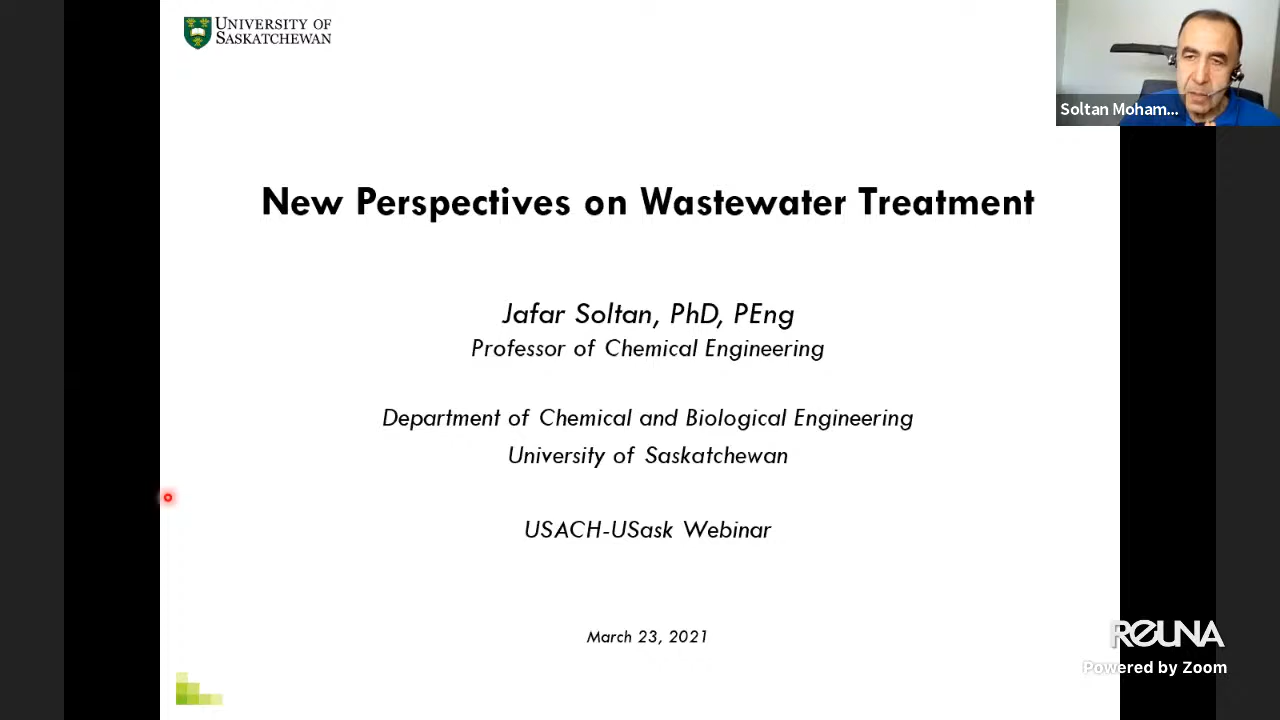 UNIVERSITY OF
SASKATCHEWAN
Soltan Moham...
New Perspectives on Wastewater Treatment
Jafar Soltan, PhD, PEng
Professor of Chemical Engineering
Department of Chemical and Biological Engineering
University of Saskatchewan
USACH-USask Webinar
March 23, 2021
REUNA
Powered by Zoom